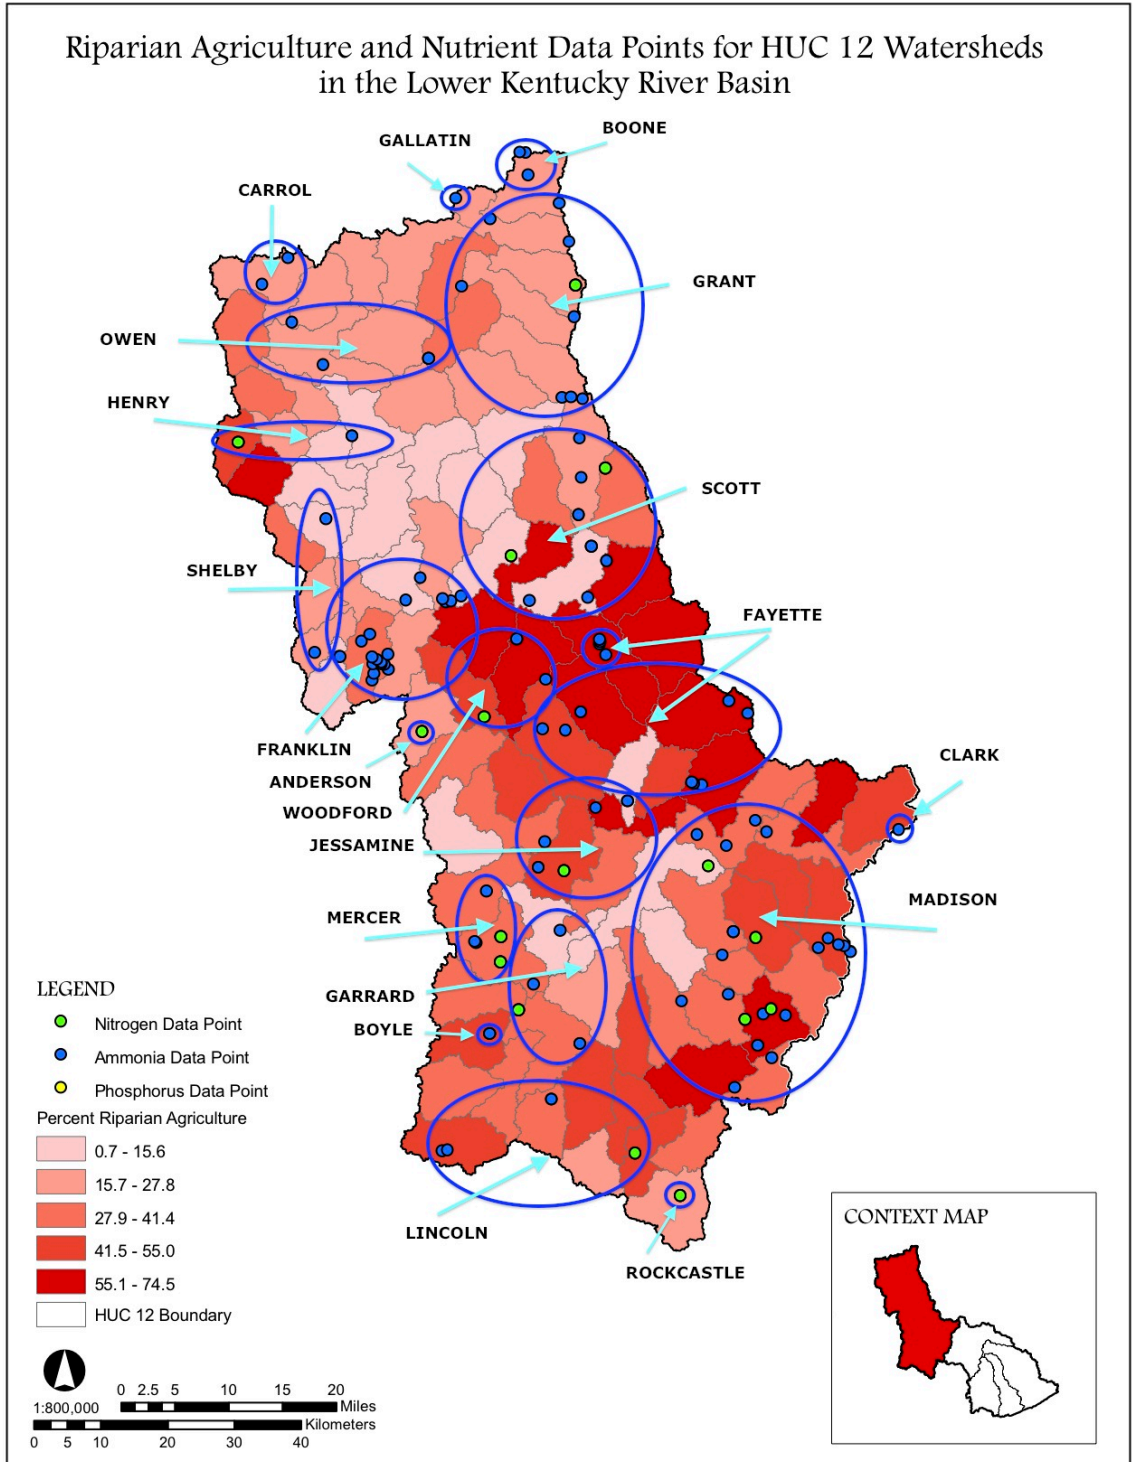 Riparian Agriculture and Nutrient Data Points for HUC 12 Watersheds
in the Lower Kentucky River Basin
BOONE
GALLATIN
CARROL
GRANT
OWEN
HENRY
SCOTT
SHELBY
FAYETTE
FRANKLIN
CLARK
ANDERSON
WOODFORD
JESSAMINE
MADISON
MERCER
GARRARD
BOYLE
LINCOLN
ROCKCASTLE
LEGEND
Nitrogen Data Point
Ammonia Data Point
Phosphorus Data Point
Percent Riparian Agriculture
0.7 - 15.6
15.7 - 27.8
27.9 - 41.4
41.5 - 55.0
55.1 - 74.5
HUC 12 Boundary
1:800,000
0 2.5 5 10 15 20
Miles
Kilometers
0 5 10 20 30 40
CONTEXT MAP